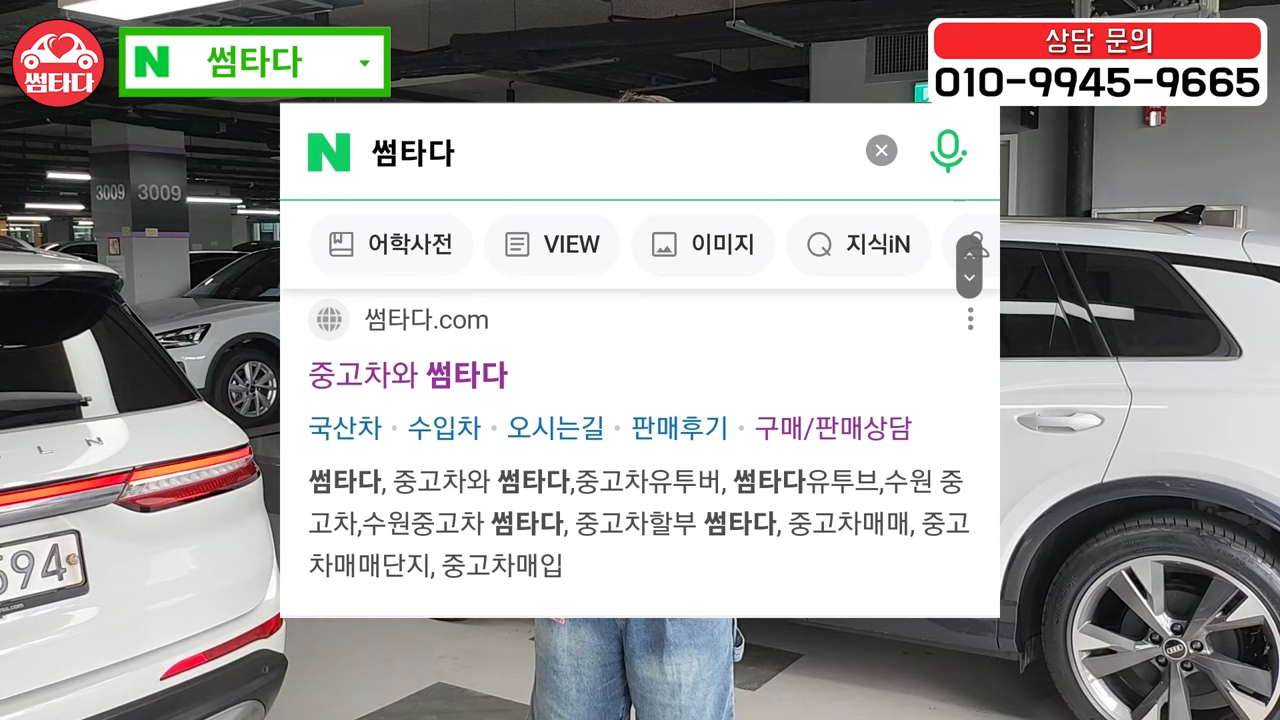 썸타다
N 썸타다
상담 문의
010-9945-9665
N 썸타다
3009 3009
어학사전 VIEW 이미지 지식iN
썸타다.com
중고차와 썸타다
국산차 · 수입차 · 오시는길 · 판매후기 · 구매/판매상담
썸타다, 중고차와 썸타다,중고차유투버, 썸타다유투브,수원 중
고차,수원중고차 썸타다, 중고차할부 썸타다, 중고차매매, 중고
차매매단지, 중고차매입
L N
594